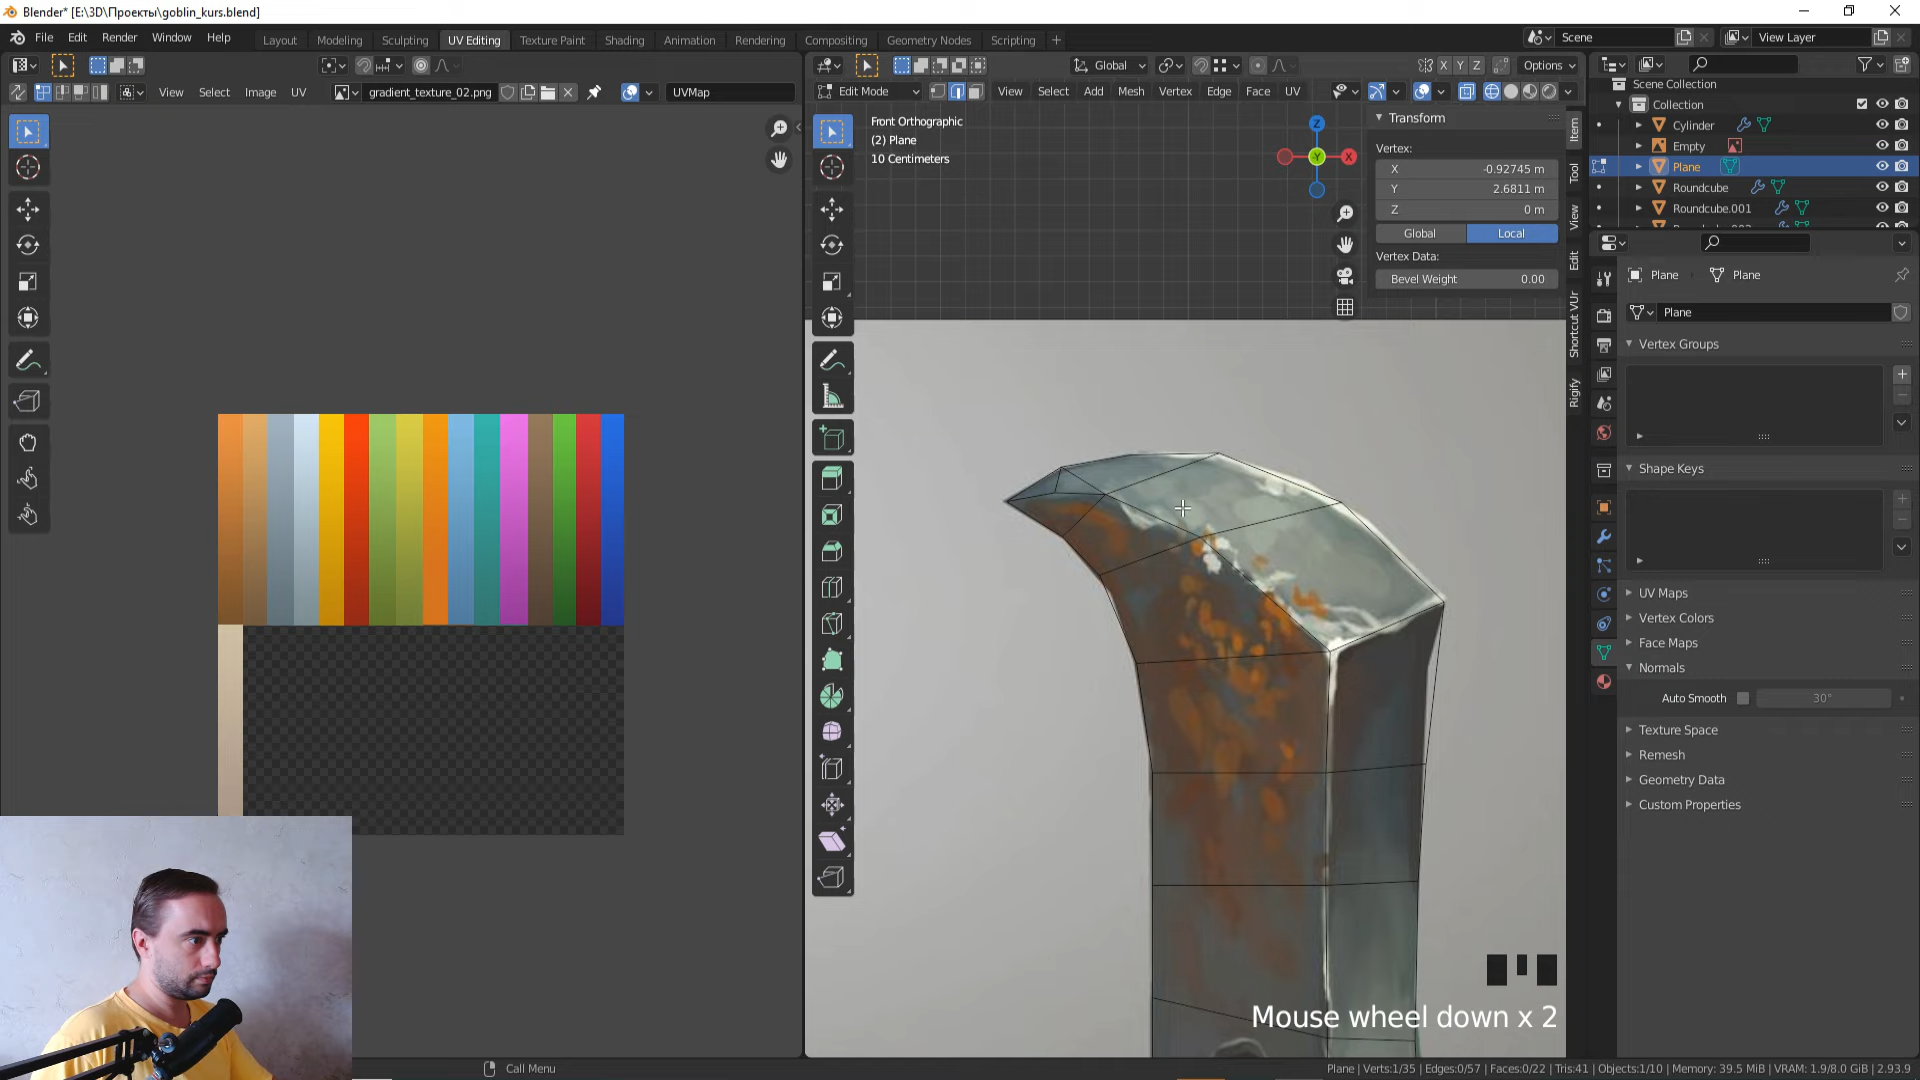 Blender* [E:\3D\Проекты\goblin_kurs.blend]
File Edit Render Window Help
Layout Modeling Sculpting UV Editing Texture Paint Shading Animation Rendering Compositing Geometry Nodes Scripting +
Scene
View Layer
Global
X Y Z
Options
View Select Image UV
gradient_texture_02.png
UVMap
Edit Mode
View Select Add Mesh Vertex Edge Face UV
Front Orthographic
(2) Plane
10 Centimeters
Z
Y
X
Transform
Vertex:
X -0.92745 m
Y 2.6811 m
Z 0 m
Global Local
Vertex Data:
Bevel Weight 0.00
Item
Tool
View
Edit
Shortcut VUr
Rigify
Scene Collection
Collection
Cylinder
Empty
Plane
Roundcube
Roundcube.001
Plane Plane
Plane
Vertex Groups
Shape Keys
UV Maps
Vertex Colors
Face Maps
Normals
Auto Smooth 30°
Texture Space
Remesh
Geometry Data
Custom Properties
Mouse wheel down x 2
Call Menu
Plane | Verts:1/35 | Edges:0/57 | Faces:0/22 | Tris:41 | Objects:1/10 | Memory: 39.5 MiB | VRAM: 1.9/8.0 GiB | 2.93.9